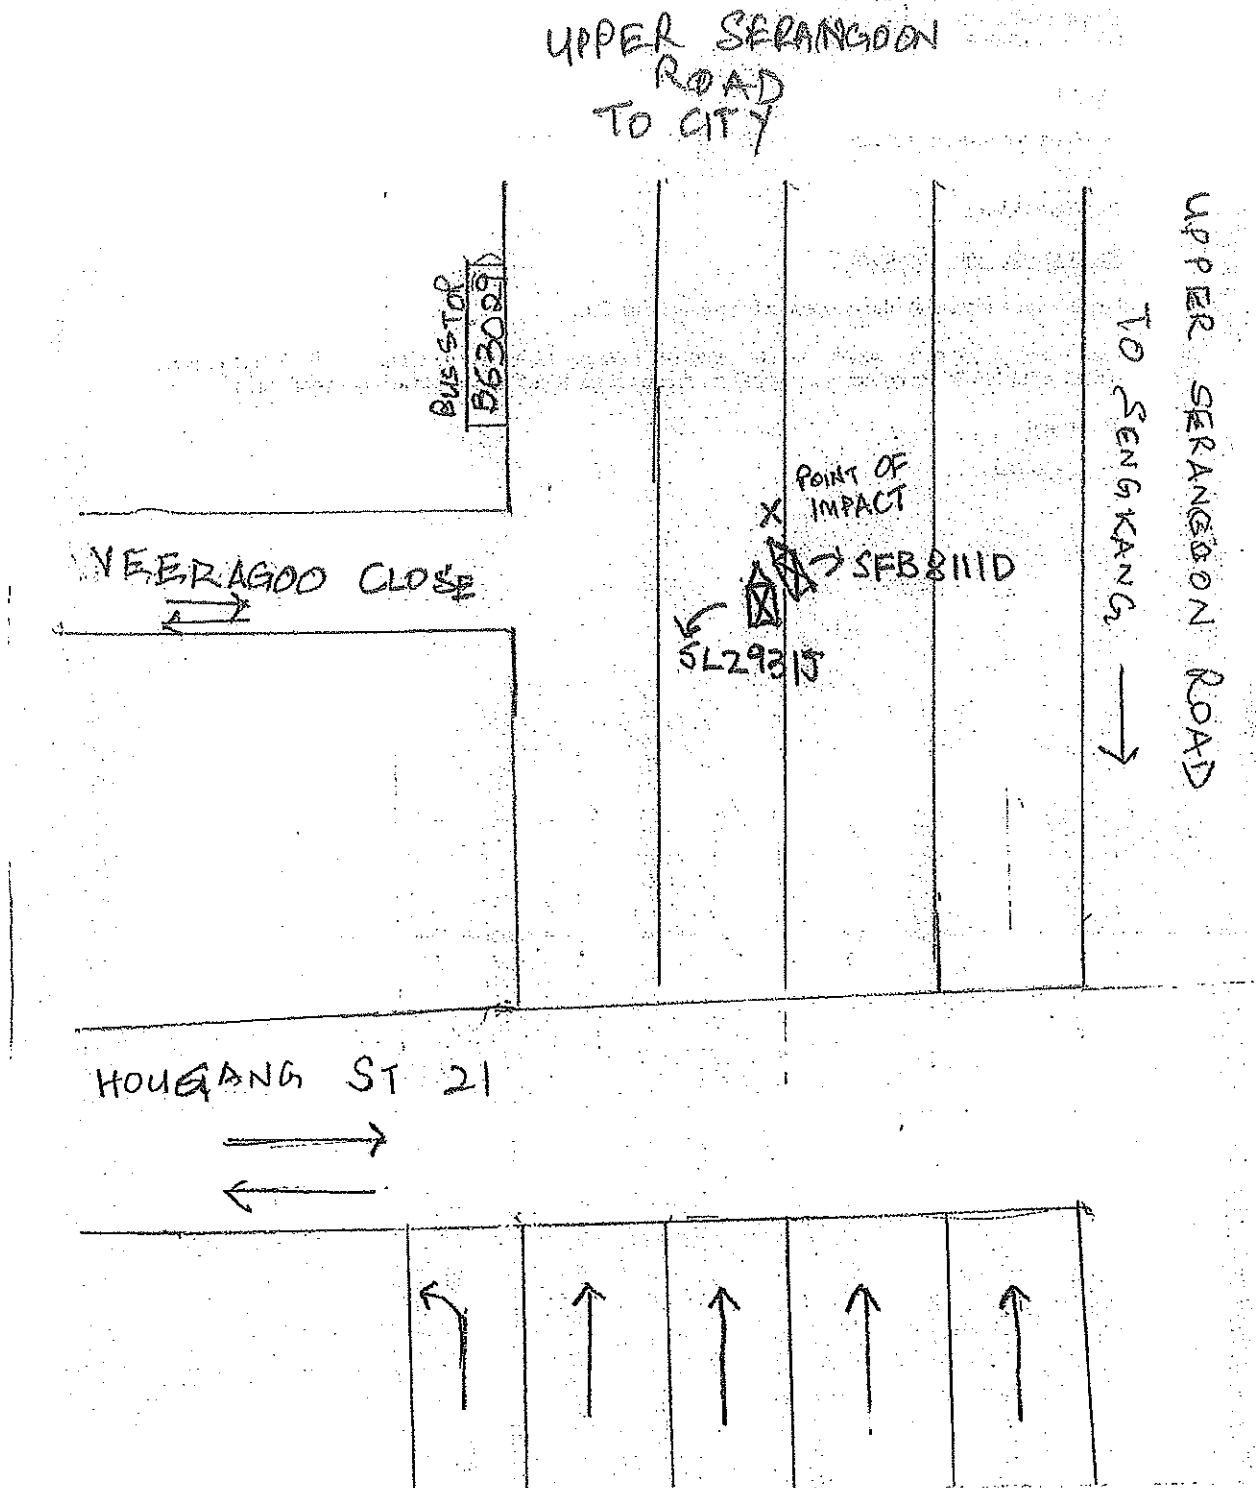 UPPER SERANGOON
ROAD
TO CITY
UPPER SERANGOON ROAD
TO SENGKANG
BUS STOP
B63029
POINT OF
IMPACT
X
SFB8111D
VEERAGOO CLOSE
SL2931J
HOUGANG ST 21